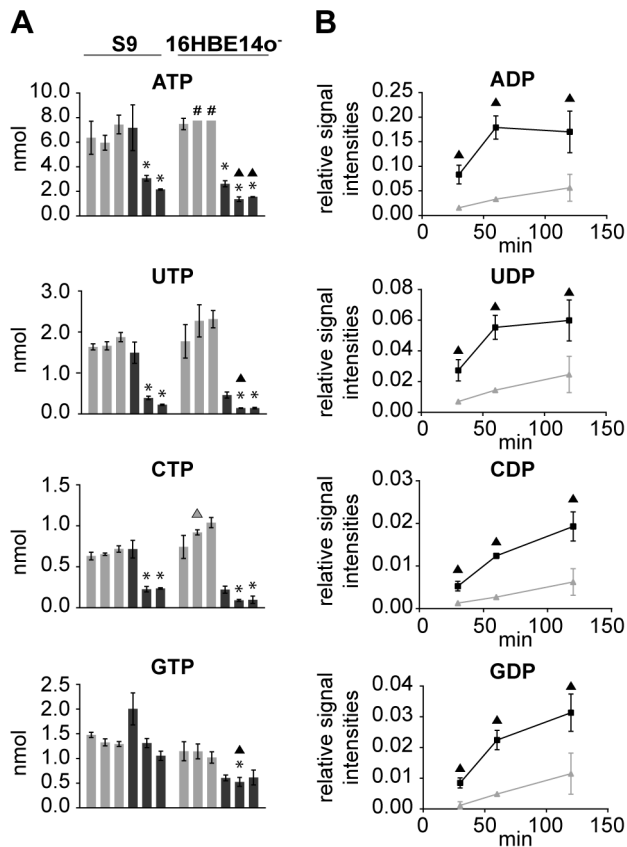 A
B
S9 16HBE14o-
ATP
nmol
10.0
8.0
6.0
4.0
2.0
0.0
# #
* * * * *
UTP
nmol
3.0
2.0
1.0
0.0
* * * *
CTP
nmol
1.5
1.0
0.5
0.0
* * * *
GTP
nmol
2.5
2.0
1.5
1.0
0.5
0.0
*
ADP
relative signal
intensities
0.25
0.20
0.15
0.10
0.05
0.00
0 50 100 150
min
UDP
relative signal
intensities
0.08
0.06
0.04
0.02
0.00
0 50 100 150
min
CDP
relative signal
intensities
0.03
0.02
0.01
0.00
0 50 100 150
min
GDP
relative signal
intensities
0.04
0.03
0.02
0.01
0.00
0 50 100 150
min